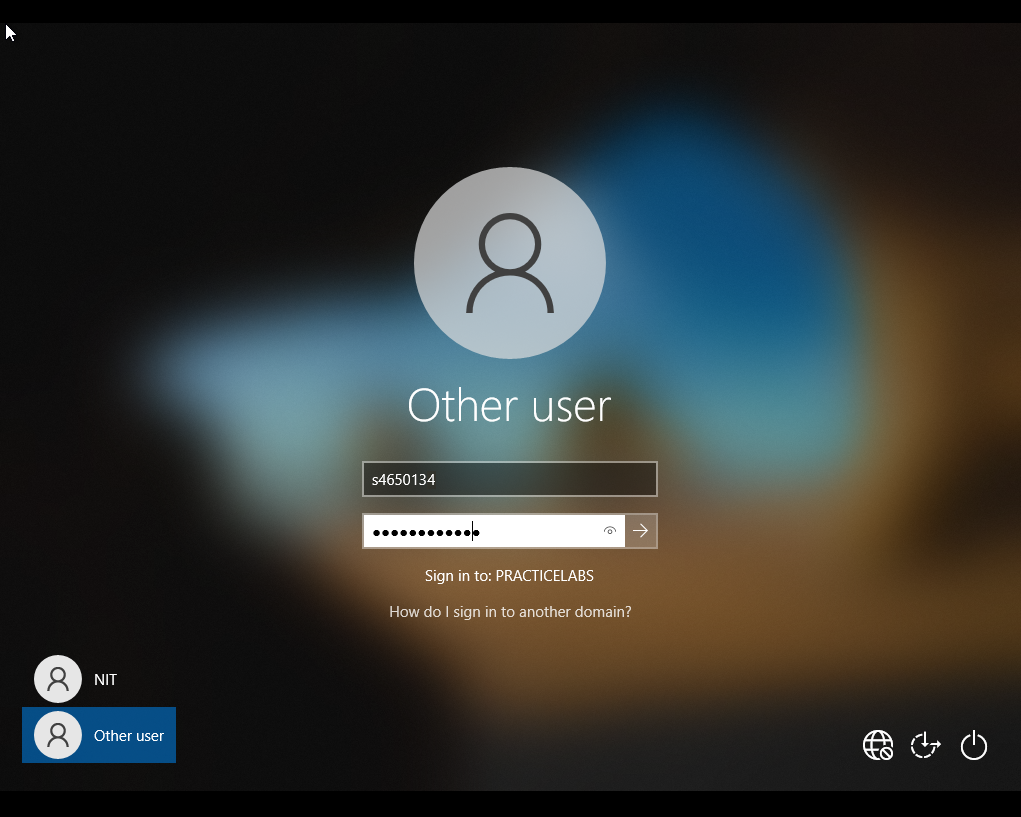 Other user
s4650134
Sign in to: PRACTICELABS
How do I sign in to another domain?
NIT
Other user